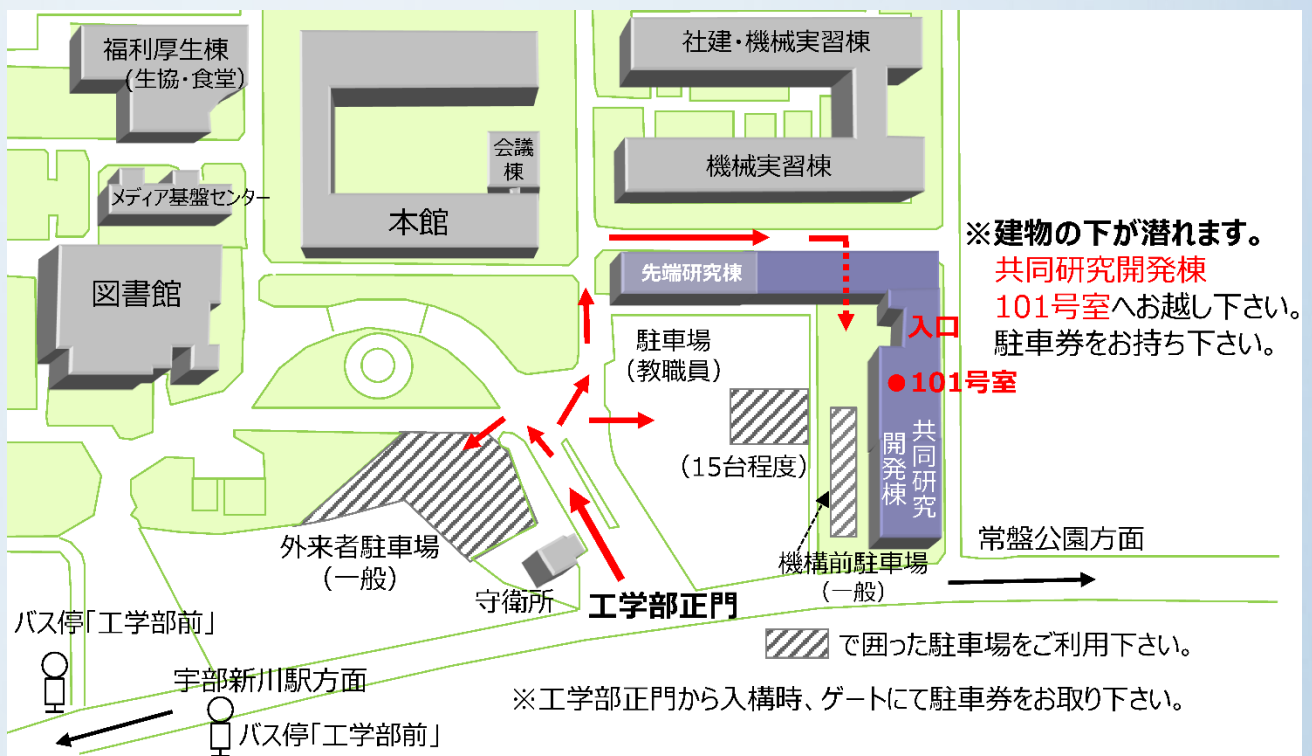 福利厚生棟
(生協・食堂)
社建・機械実習棟
会議
棟
機械実習棟
メディア基盤センター
本館
※建物の下が潜れます。
共同研究開発棟
101号室へお越し下さい。
駐車券をお持ち下さい。
先端研究棟
図書館
入口
駐車場
(教職員)
101号室
共同研究
開発棟
(15台程度)
外来者駐車場
(一般)
機構前駐車場
(一般)
常盤公園方面
守衛所
工学部正門
バス停「工学部前」
で囲った駐車場をご利用下さい。
宇部新川駅方面
※工学部正門から入構時、ゲートにて駐車券をお取り下さい。
バス停「工学部前」